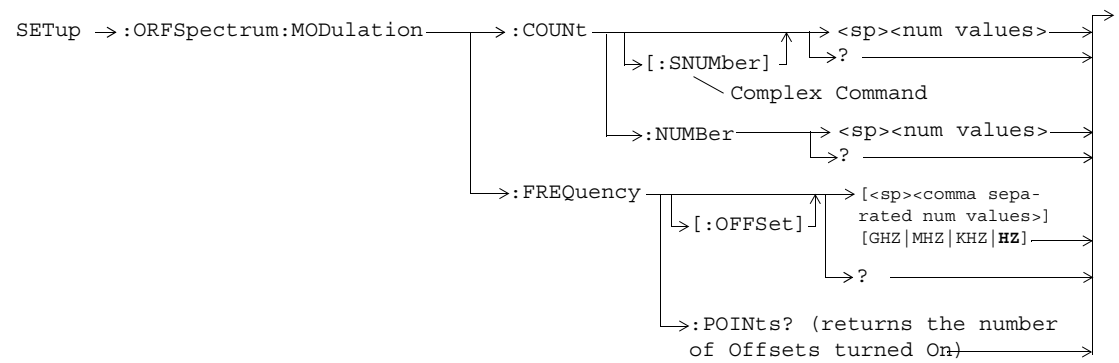 SETup :ORFSpectrum:MODulation :COUNt <sp><num values>
[:SNUMber] ?
Complex Command
:NUMBer <sp><num values>
?
:FREQuency [<sp><comma sepa-
rated num values>]
[:OFFSet]
[GHZ|MHZ|KHZ|HZ]
?
:POINts? (returns the number
of Offsets turned On)